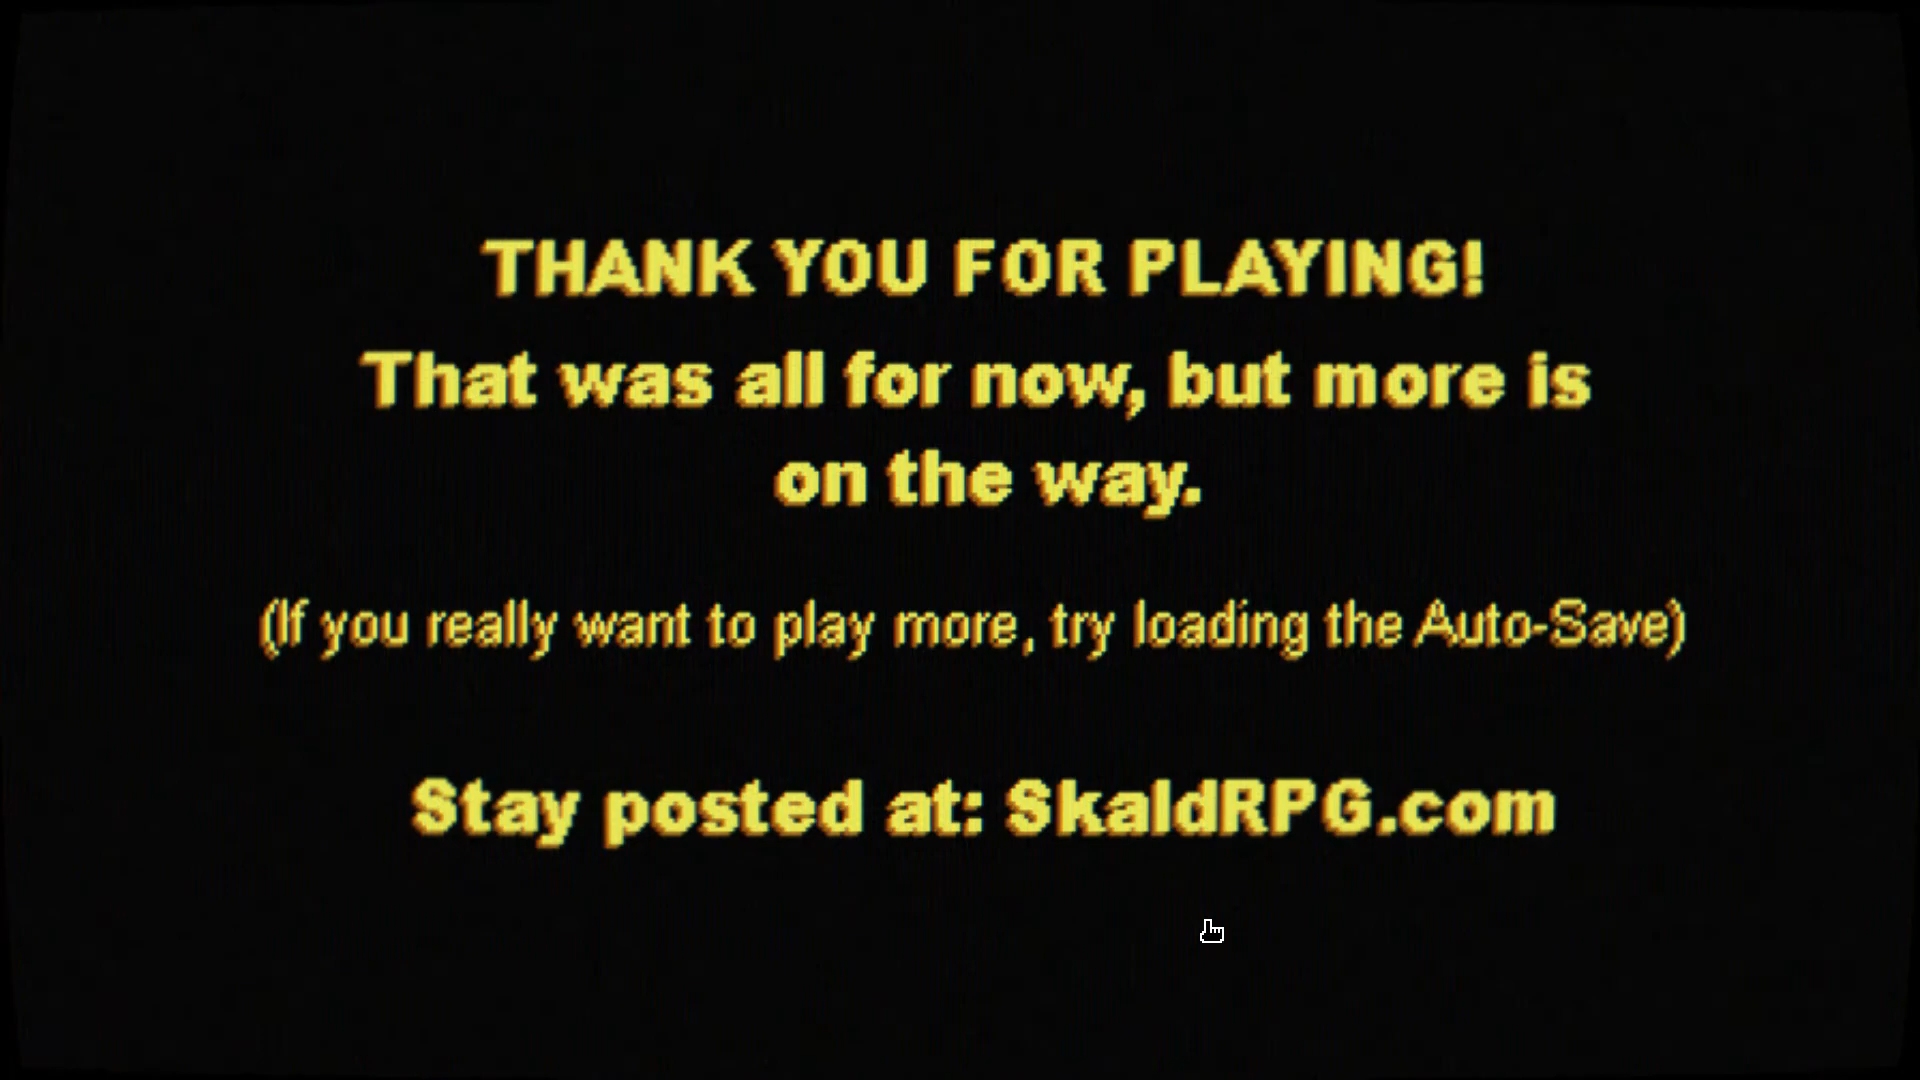 THANK YOU FOR PLAYING!
That was all for now, but more is
on the way.
(If you really want to play more, try loading the Auto-Save)
Stay posted at: SkaldRPG.com